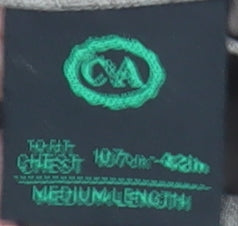 C&A
TO FIT
CHEST 107cm-42in
MEDIUM LENGTH